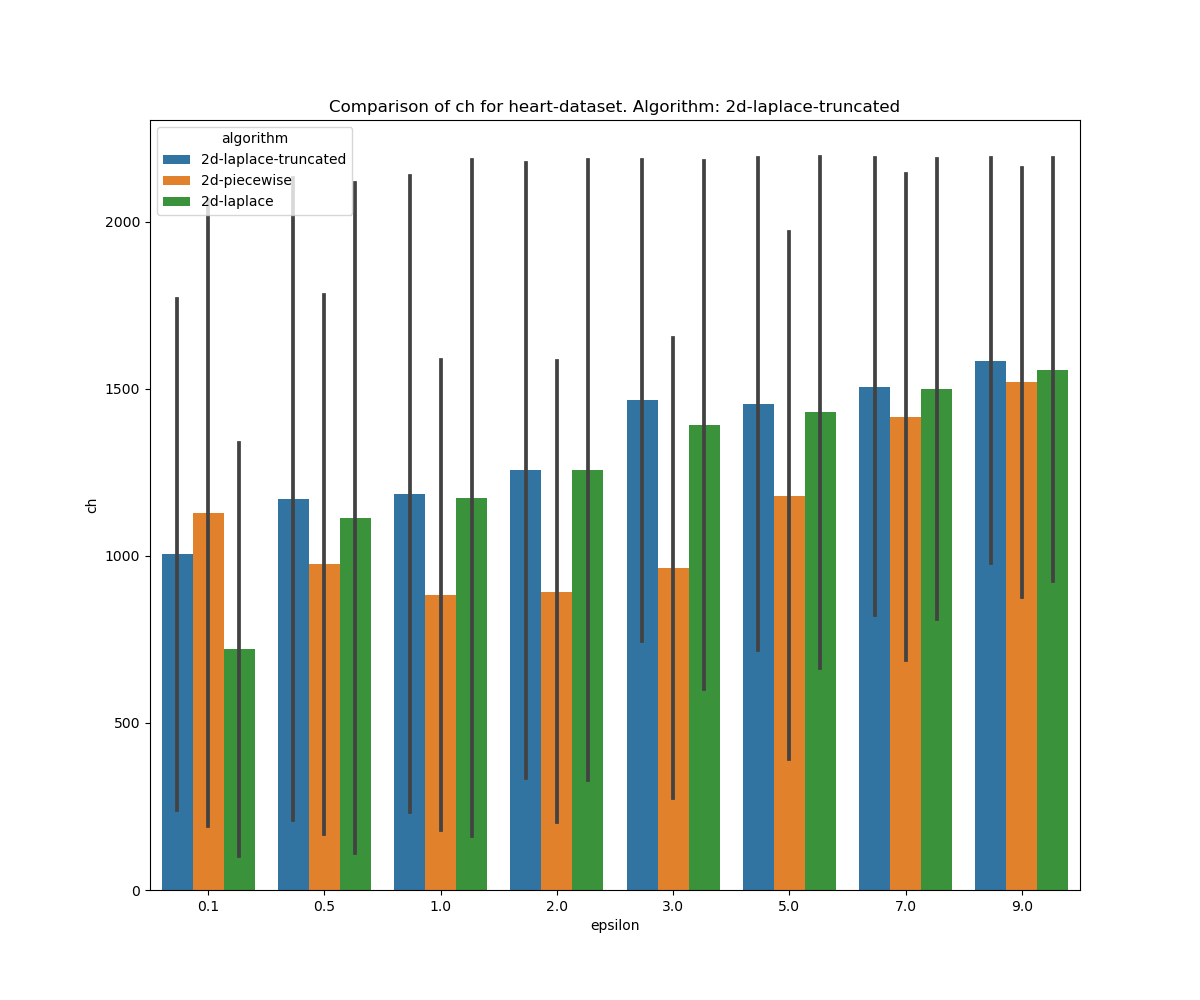 Comparison of ch for heart-dataset. Algorithm: 2d-laplace-truncated
algorithm
2d-laplace-truncated
2d-piecewise
2d-laplace
2000
1500
1000
500
0
ch
0.1 0.5 1.0 2.0 3.0 5.0 7.0 9.0
epsilon